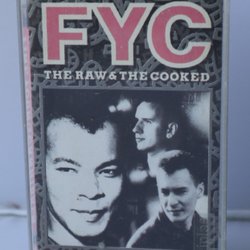 FYC
THE RAW & THE COOKED